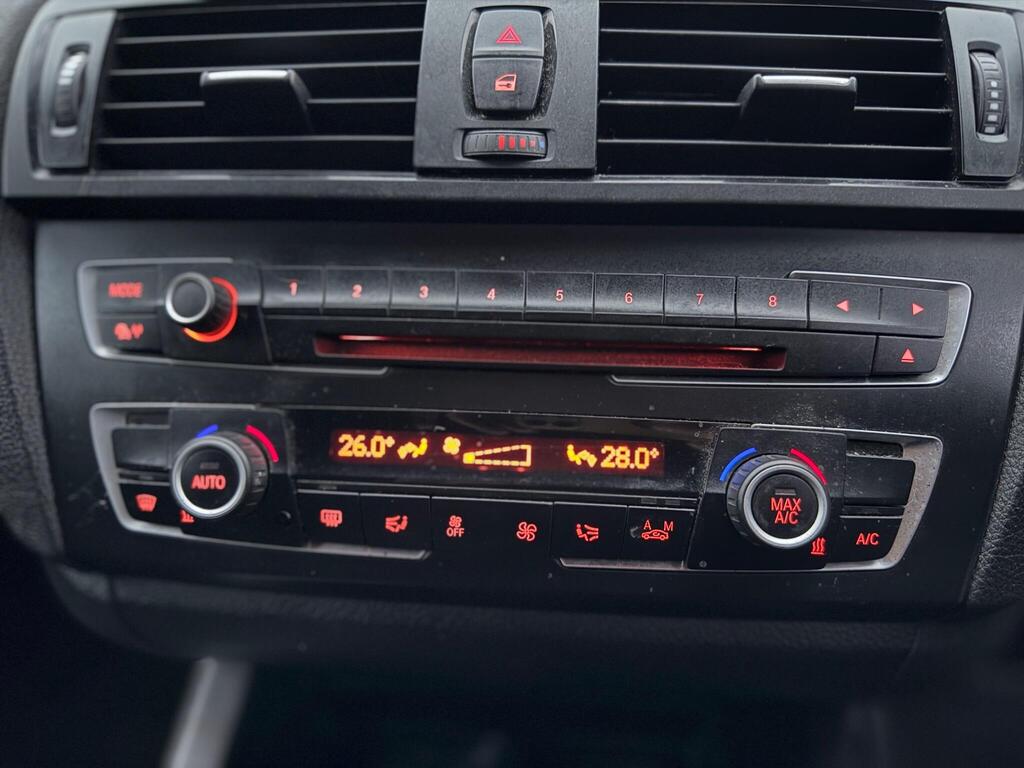 MODE
1 2 3 4 5 6 7 8
26.0° 28.0°
AUTO
OFF
A M
MAX
A/C
A/C